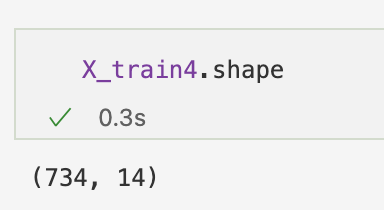 X_train4.shape
✓ 0.3s
(734, 14)